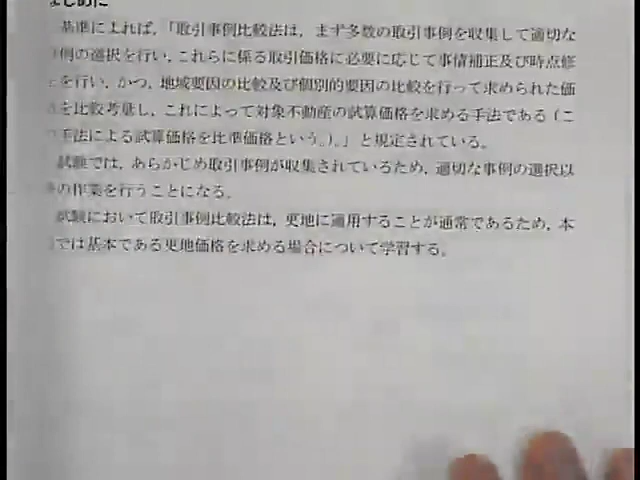 はじめに
基準によれば，「取引事例比較法は，まず多数の取引事例を収集して適切な
事例の選択を行い，これらに係る取引価格に必要に応じて事情補正及び時点修
を行い，かつ，地域要因の比較及び個別的要因の比較を行って求められた価
を比較考量し，これによって対象不動産の試算価格を求める手法である（こ
手法による試算価格を比準価格という。）。」と規定されている。
試験では，あらかじめ取引事例が収集されているため，適切な事例の選択以
の作業を行うことになる。
試験において取引事例比較法は，更地に適用することが通常であるため，本
では基本である更地価格を求める場合について学習する。